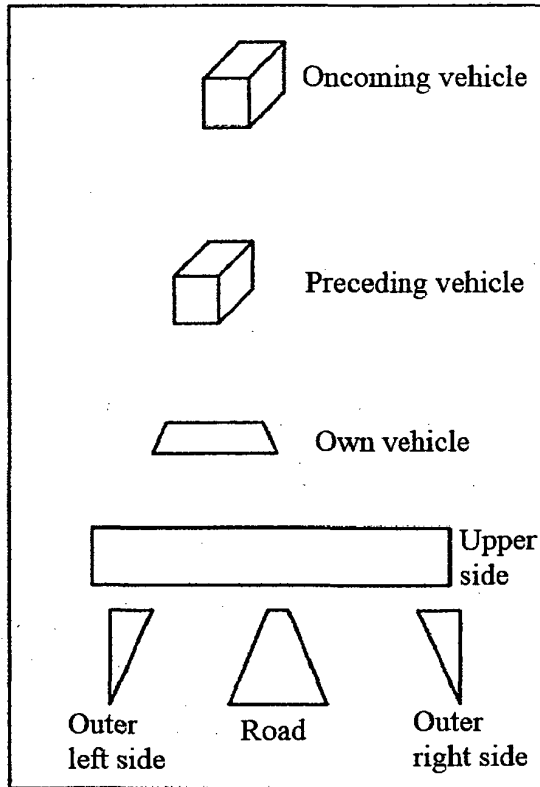 Oncoming vehicle
Preceding vehicle
Own vehicle
Upper
side
Outer
left side
Road
Outer
right side